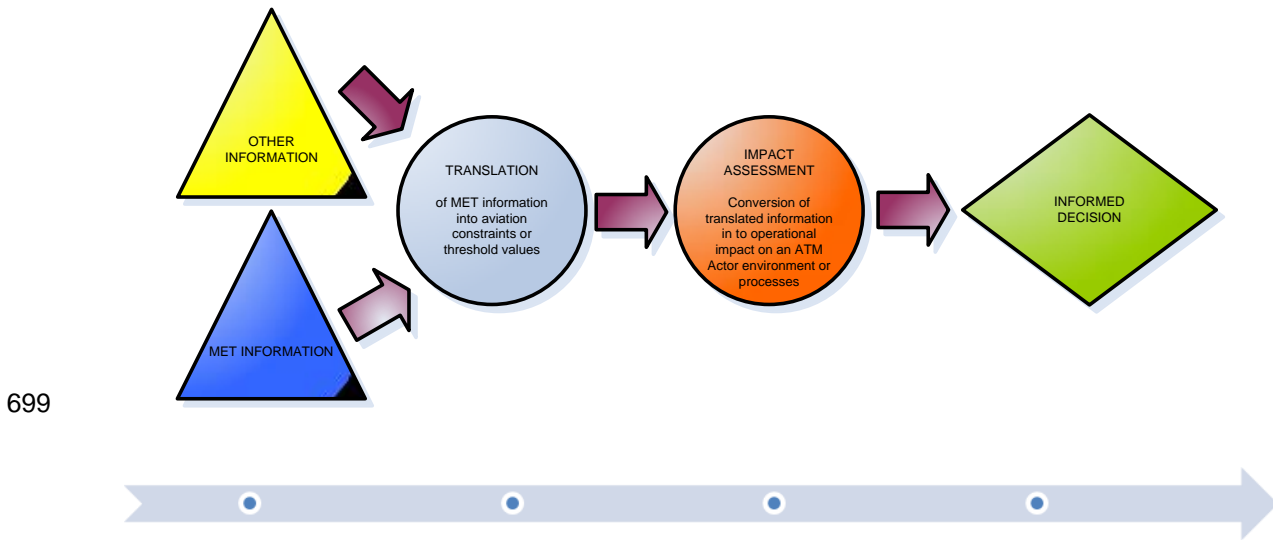 OTHER
INFORMATION
MET INFORMATION
TRANSLATION
of MET information
into aviation
constraints or
threshold values
IMPACT
ASSESSMENT
Conversion of
translated information
in to operational
impact on an ATM
Actor environment or
processes
INFORMED
DECISION
699